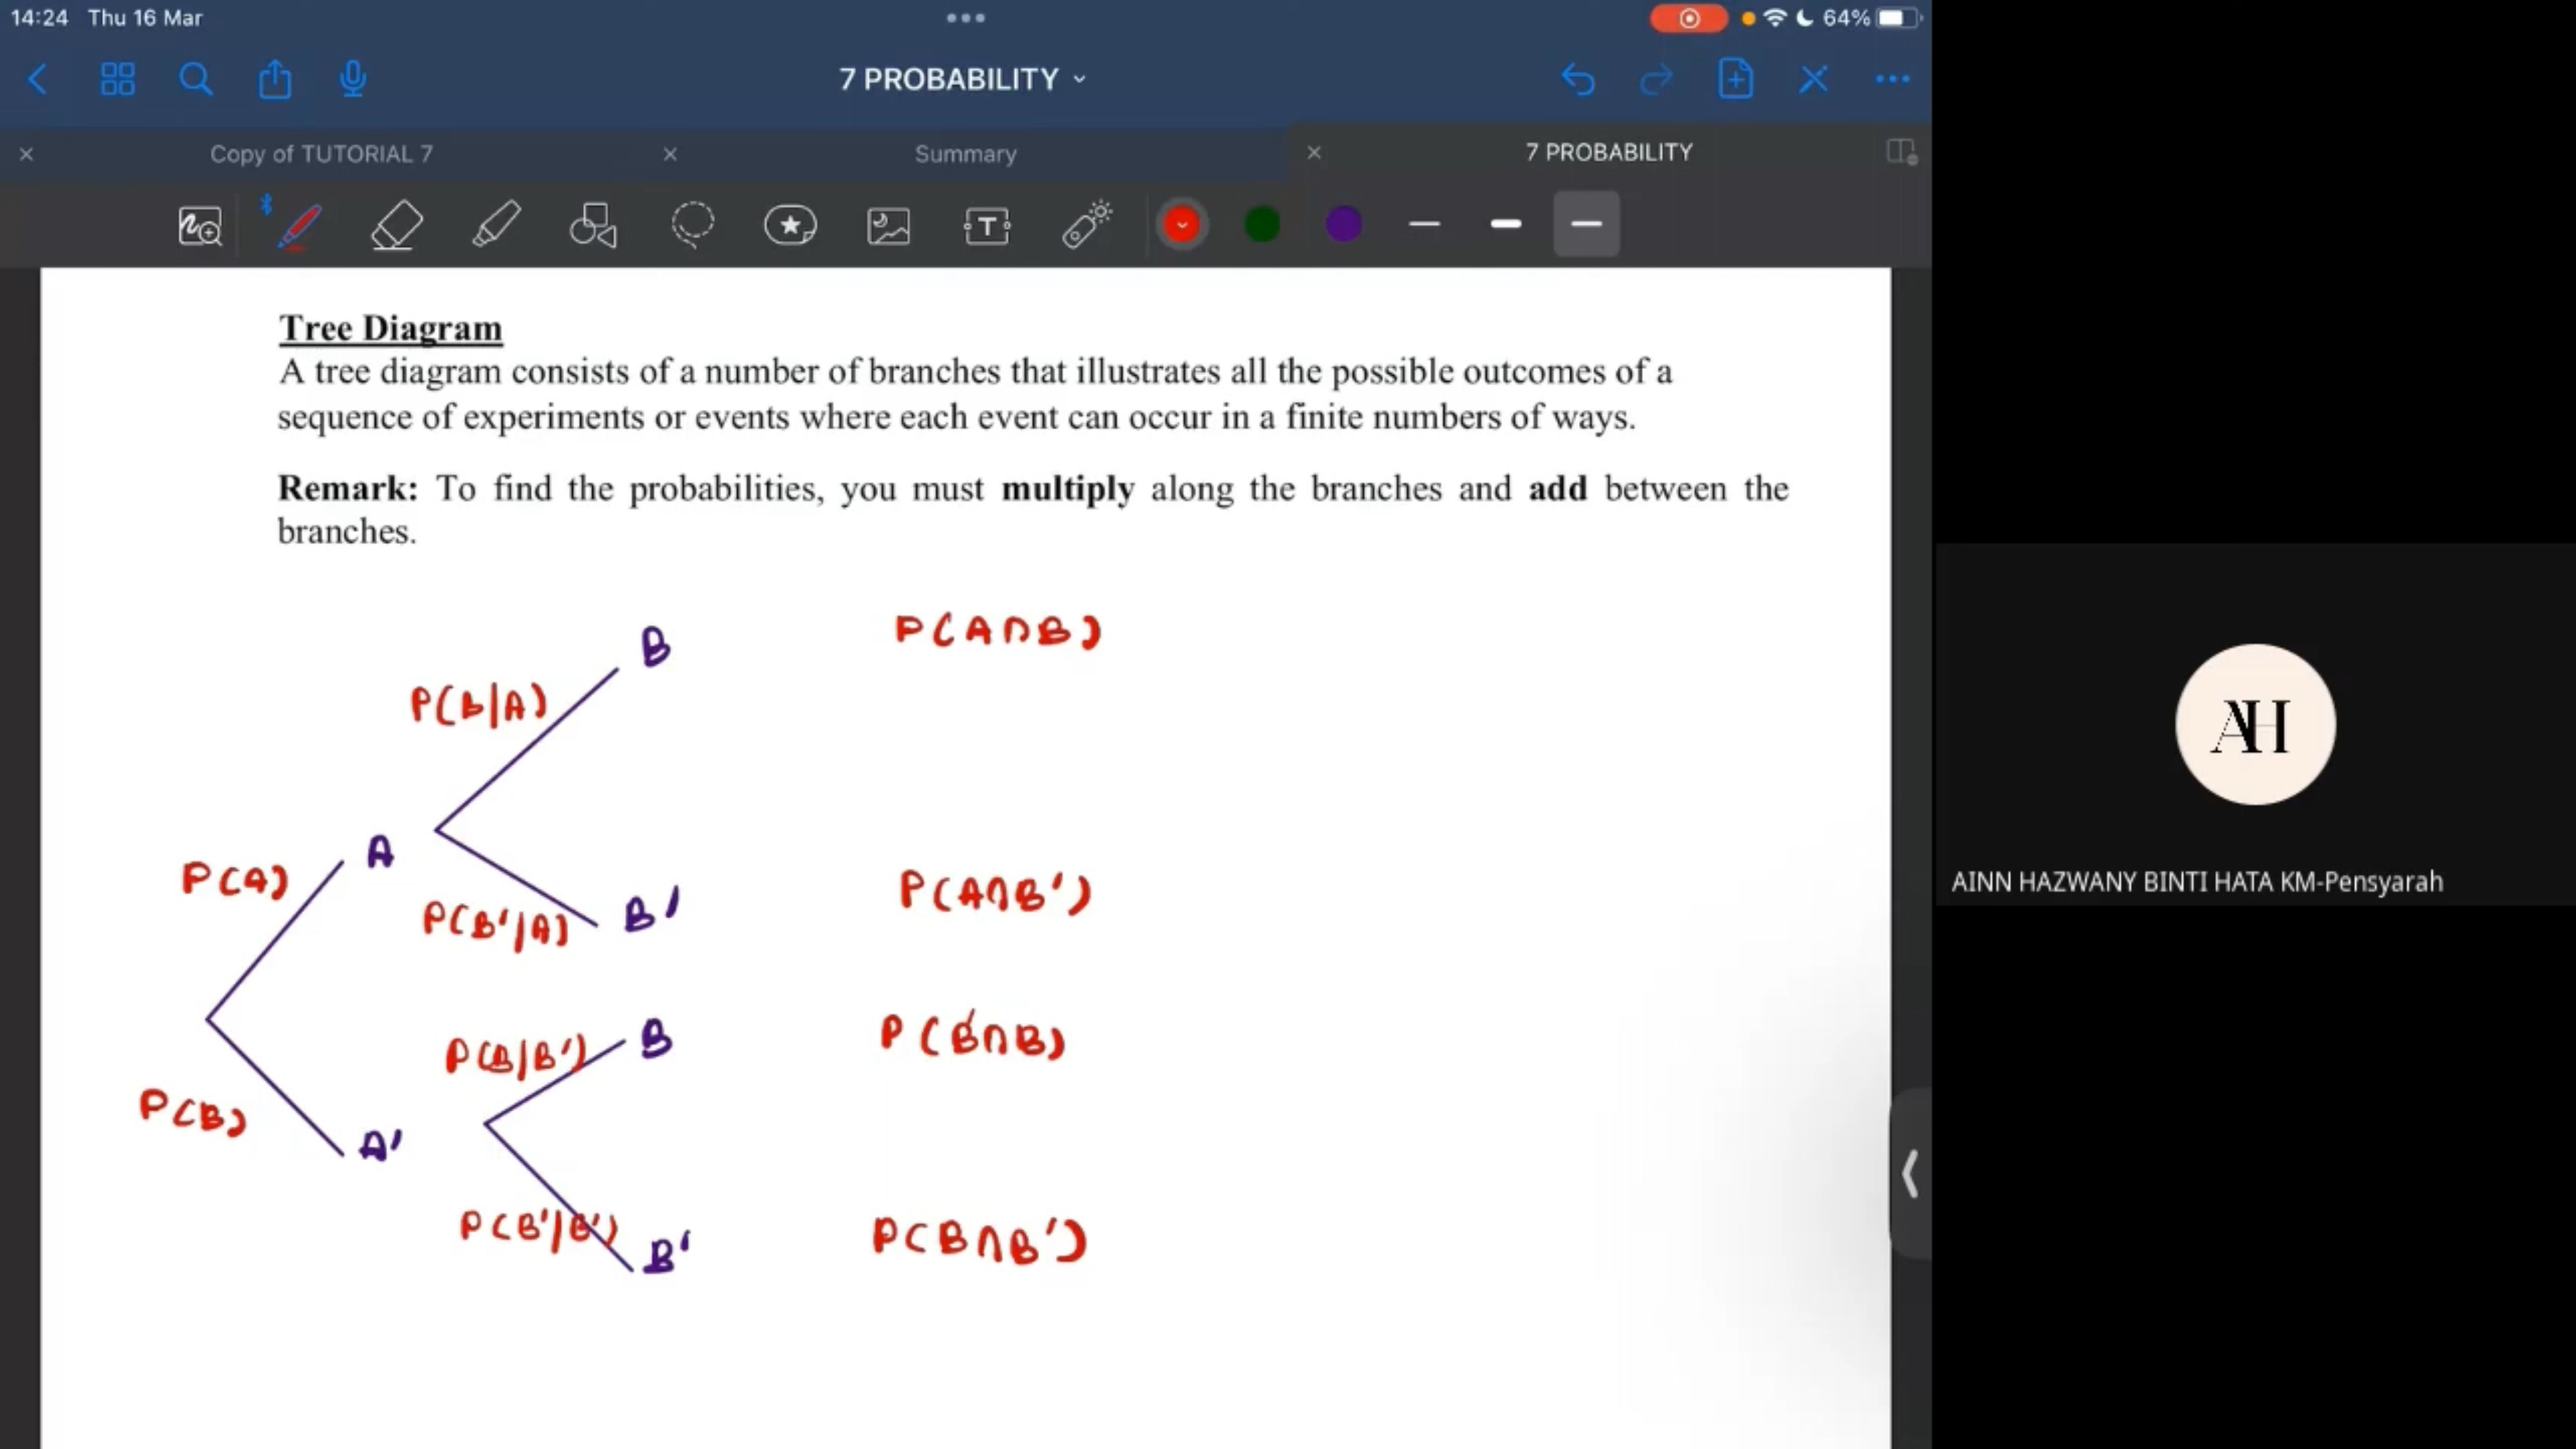 14:24 Thu 16 Mar
64%
7 PROBABILITY
Copy of TUTORIAL 7
Summary
7 PROBABILITY
Tree Diagram
A tree diagram consists of a number of branches that illustrates all the possible outcomes of a
sequence of experiments or events where each event can occur in a finite numbers of ways.
Remark: To find the probabilities, you must multiply along the branches and add between the
branches.
B
P(A∩B)
P(B|A)
A
P(A)
P(B'|A)
B'
P(A∩B')
P(B|B')
B
P(B'∩B)
P(B)
A'
P(B'|B')
B'
P(B∩B')
AH
AINN HAZWANY BINTI HATA KM-Pensyarah